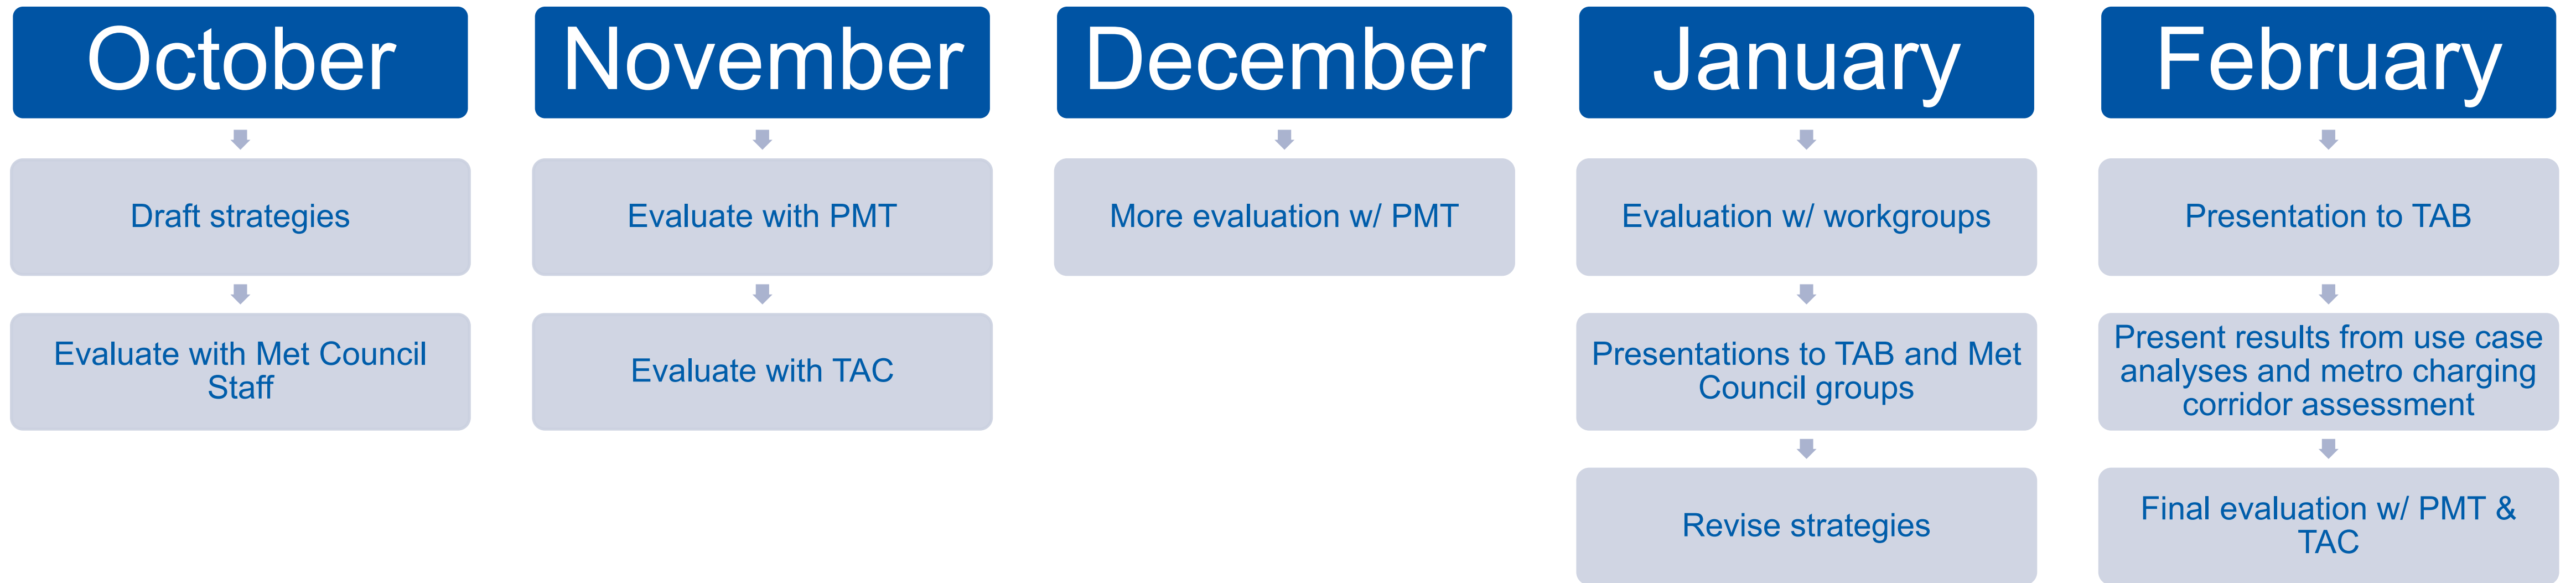 October
Draft strategies
Evaluate with Met Council
Staff
November
Evaluate with PMT
Evaluate with TAC
December
More evaluation w/ PMT
January
Evaluation w/ workgroups
Presentations to TAB and Met
Council groups
Revise strategies
February
Presentation to TAB
Present results from use case
analyses and metro charging
corridor assessment
Final evaluation w/ PMT &
TAC